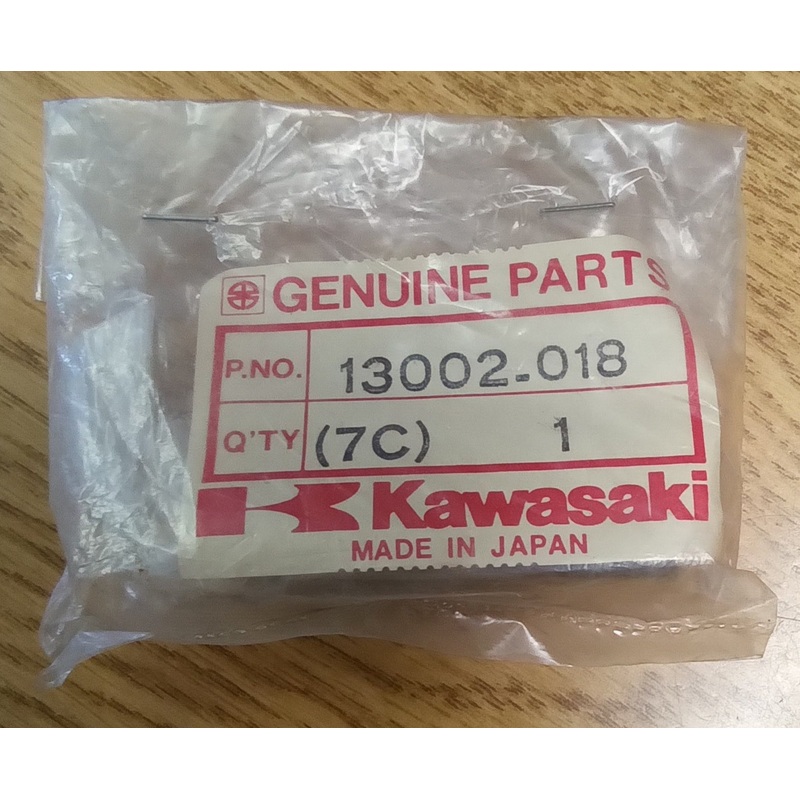 GENUINE PARTS
P.NO. 13002-018
Q'TY (7C) 1
Kawasaki
MADE IN JAPAN